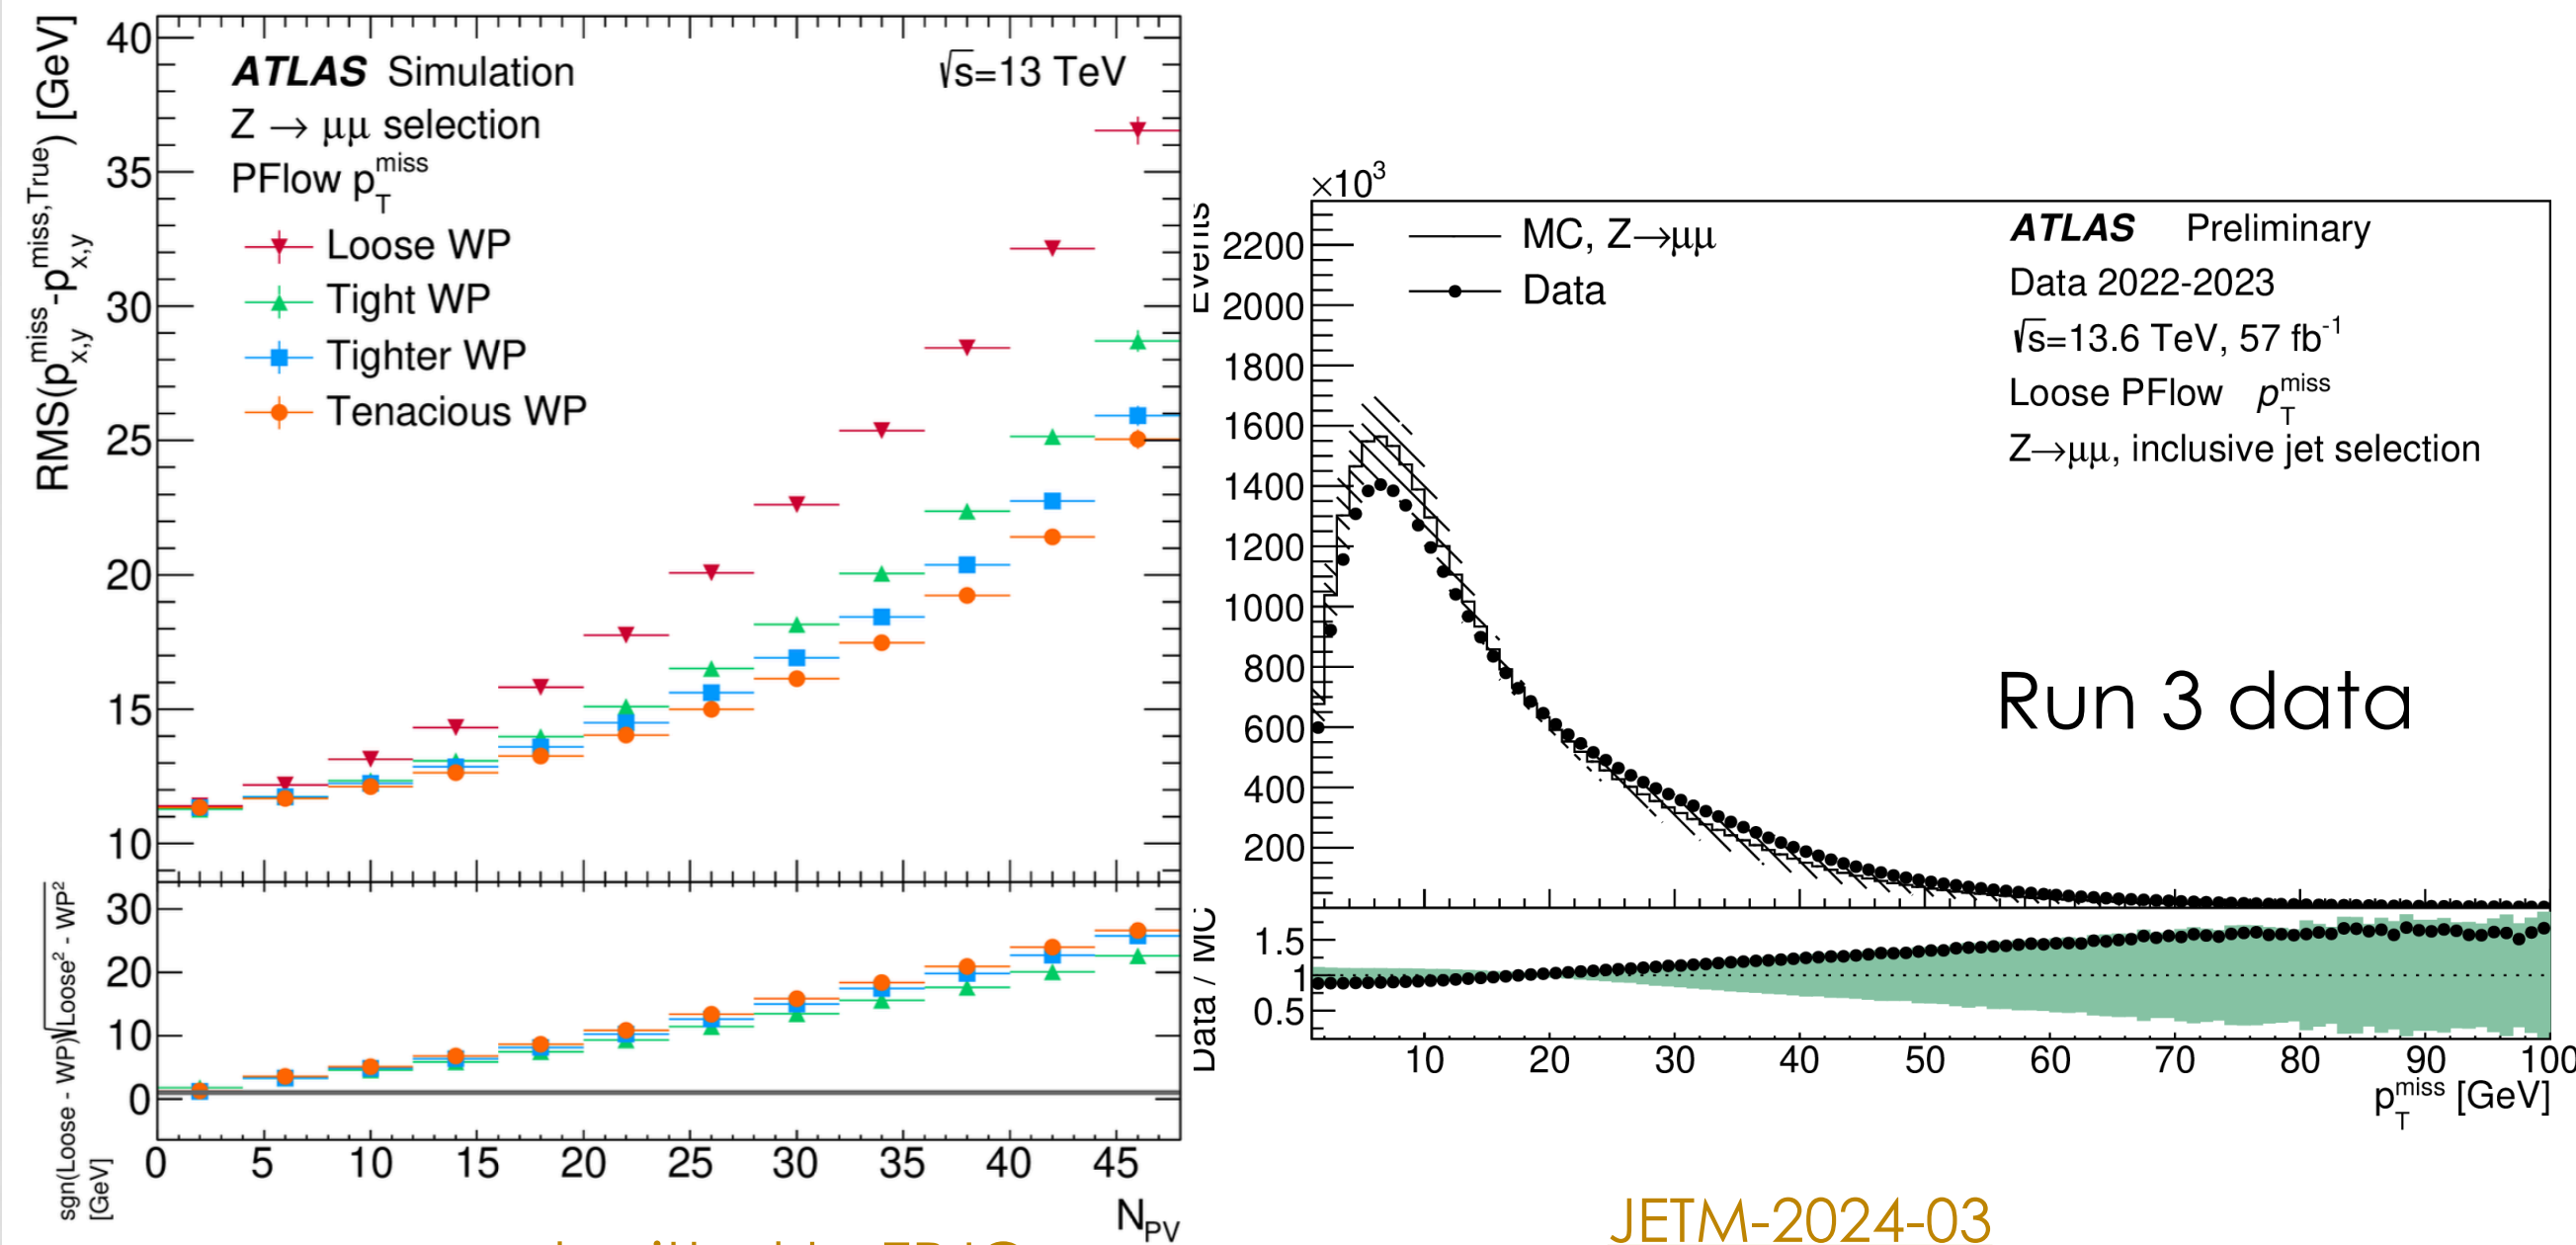 ATLAS Simulation
√s=13 TeV
Z → μμ selection
PFlow p_T^miss
Loose WP
Tight WP
Tighter WP
Tenacious WP
RMS(p_x,y^miss-p_x,y^miss,True) [GeV]
40
35
30
25
20
15
10
sgn(Loose - WP)√Loose² - WP²
[GeV]
30
20
10
0
0 5 10 15 20 25 30 35 40 45
N_PV
×10³
Events
2200
2000
1800
1600
1400
1200
1000
800
600
400
200
MC, Z→μμ
Data
ATLAS Preliminary
Data 2022-2023
√s=13.6 TeV, 57 fb⁻¹
Loose PFlow p_T^miss
Z→μμ, inclusive jet selection
Run 3 data
Data / MC
1.5
1
0.5
10 20 30 40 50 60 70 80 90 100
p_T^miss [GeV]
JETM-2024-03